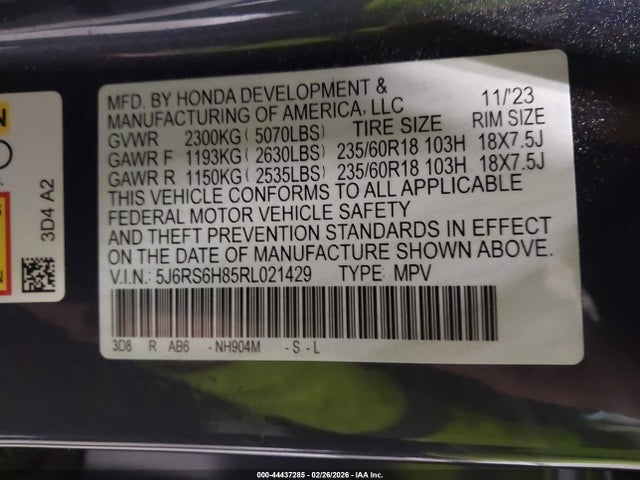 MFD. BY HONDA DEVELOPMENT & 11/'23
MANUFACTURING OF AMERICA, LLC
GVWR 2300KG ( 5070LBS) TIRE SIZE RIM SIZE
GAWR F 1193KG ( 2630LBS) 235/60R18 103H 18X7.5J
GAWR R 1150KG ( 2535LBS) 235/60R18 103H 18X7.5J
THIS VEHICLE CONFORMS TO ALL APPLICABLE
FEDERAL MOTOR VEHICLE SAFETY
AND THEFT PREVENTION STANDARDS IN EFFECT
ON THE DATE OF MANUFACTURE SHOWN ABOVE.
V.I.N.: 5J6RS6H85RL021429 TYPE: MPV
3D8 R AB6 -NH904M -S-L
3D4 A2
000-44437285 - 02/26/2026 - IAA Inc.